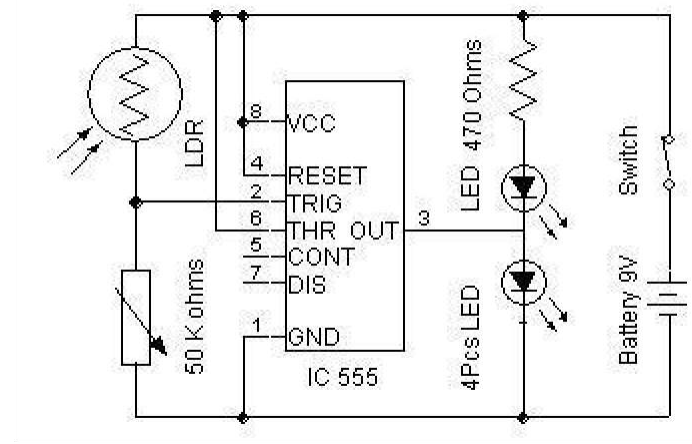 LDR
50 K ohms
8
VCC
4
RESET
2
TRIG
6
THR OUT
3
5
CONT
7
DIS
1
GND
IC 555
LED 470 Ohms
4Pcs LED
Switch
Battery 9V